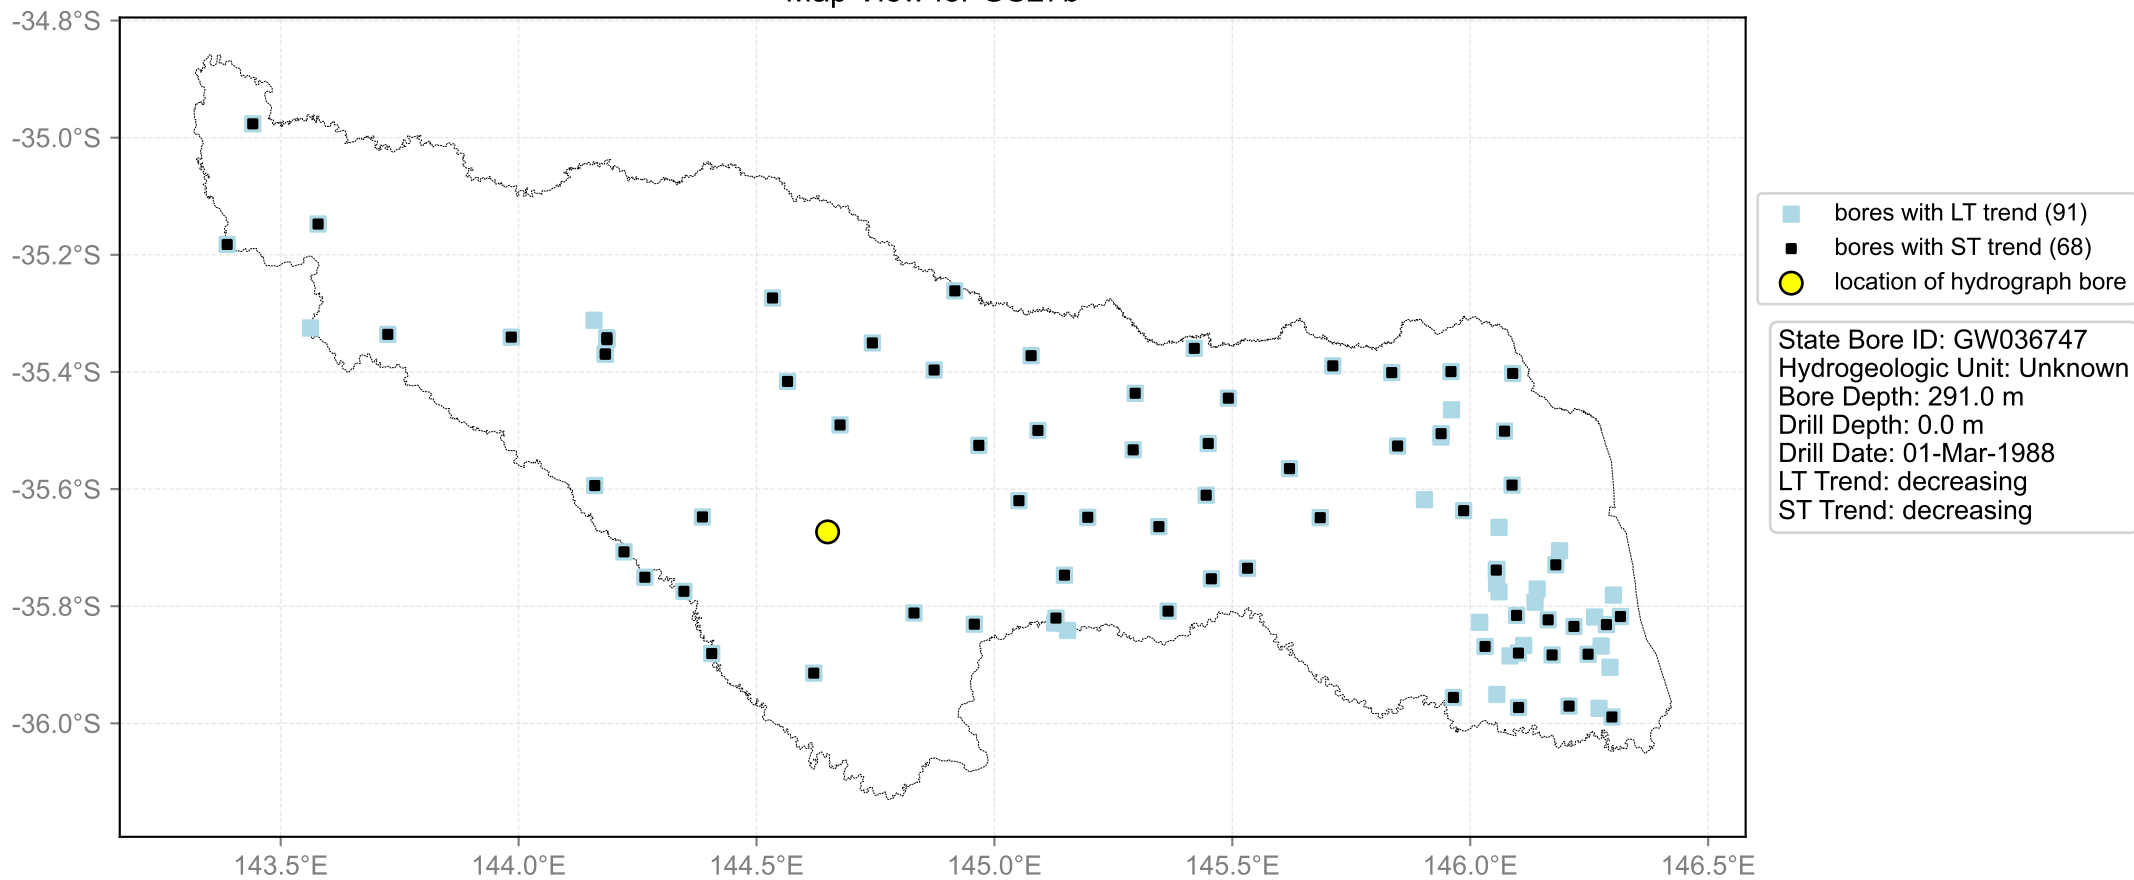 -34.8°S
-35.0°S
-35.2°S
-35.4°S
-35.6°S
-35.8°S
-36.0°S
143.5°E
144.0°E
144.5°E
145.0°E
145.5°E
146.0°E
146.5°E
bores with LT trend (91)
bores with ST trend (68)
location of hydrograph bore
State Bore ID: GW036747
Hydrogeologic Unit: Unknown
Bore Depth: 291.0 m
Drill Depth: 0.0 m
Drill Date: 01-Mar-1988
LT Trend: decreasing
ST Trend: decreasing